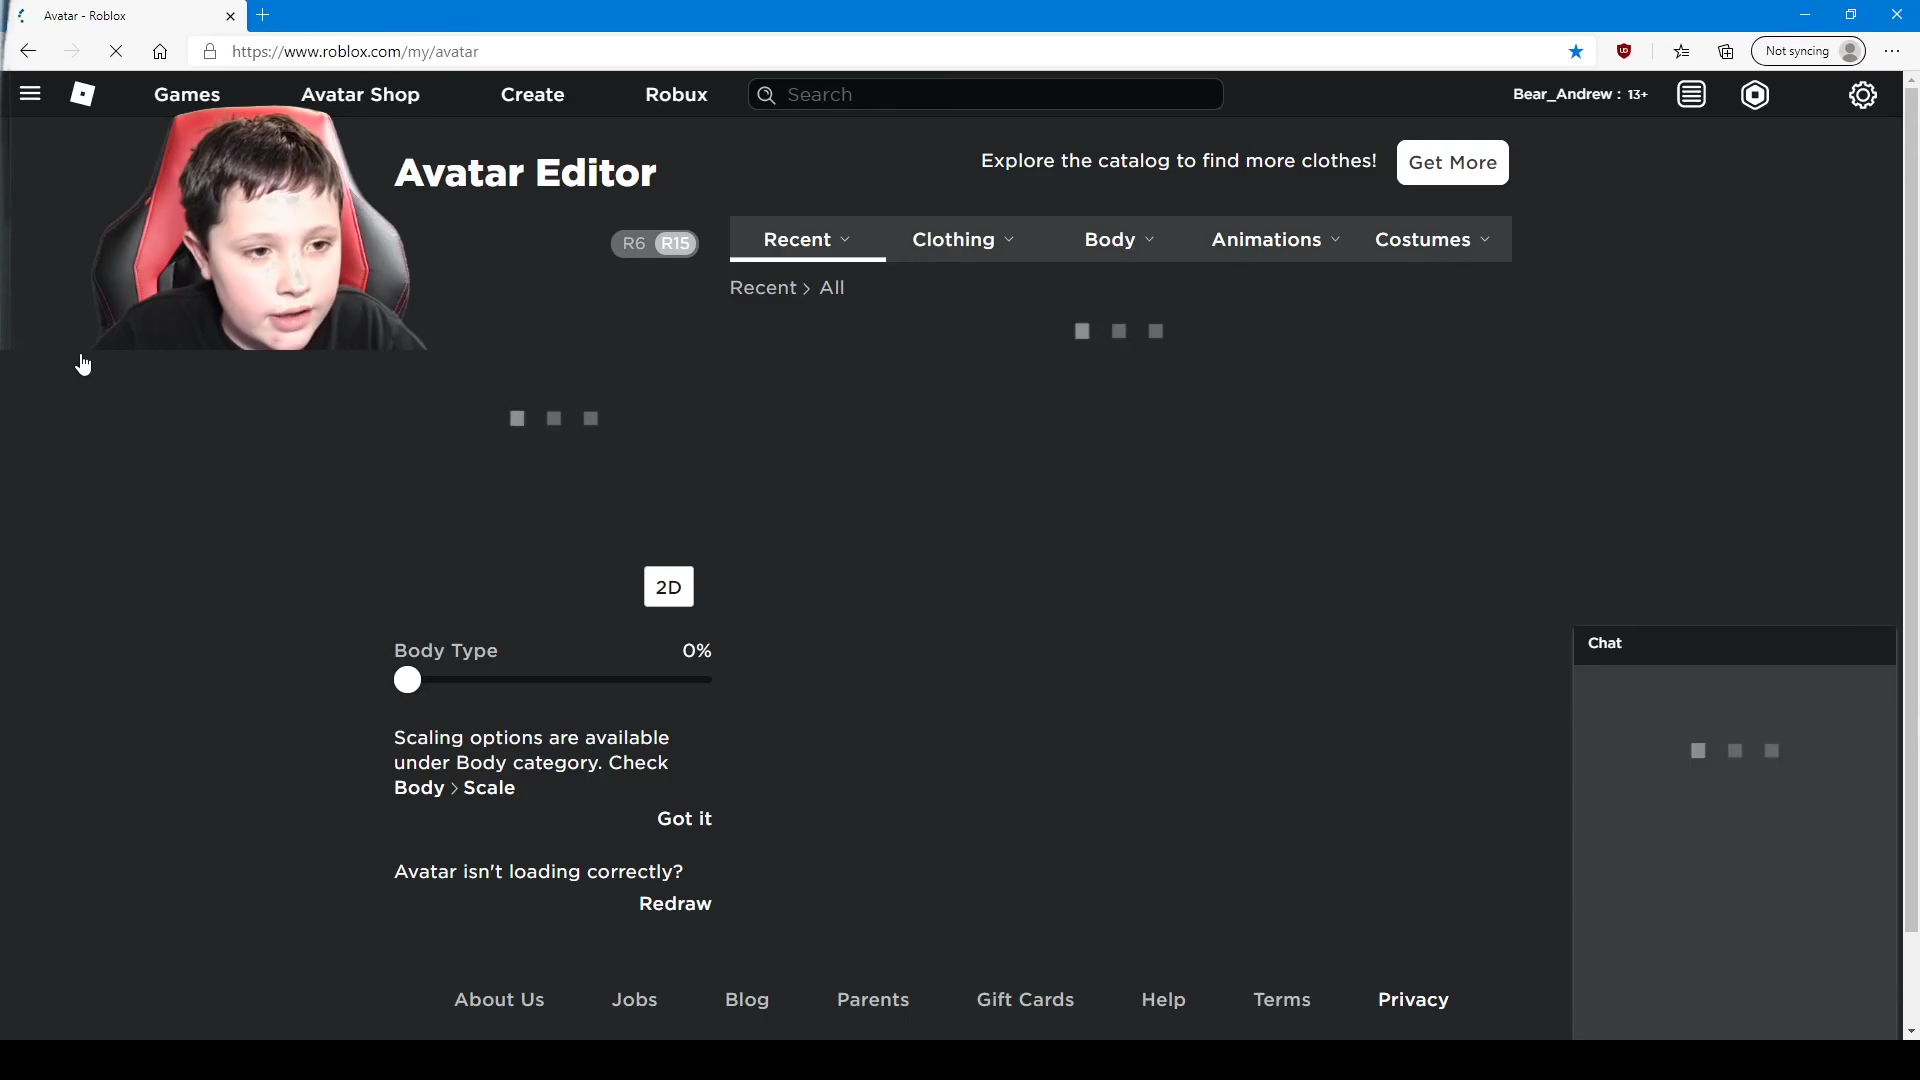 Avatar - Roblox
https://www.roblox.com/my/avatar
Not syncing
Games
Avatar Shop
Create
Robux
Search
Bear_Andrew : 13+
Avatar Editor
Explore the catalog to find more clothes!
Get More
R6 R15
Recent
Clothing
Body
Animations
Costumes
Recent > All
2D
Body Type 0%
Scaling options are available
under Body category. Check
Body > Scale
Got it
Avatar isn't loading correctly?
Redraw
Chat
About Us
Jobs
Blog
Parents
Gift Cards
Help
Terms
Privacy